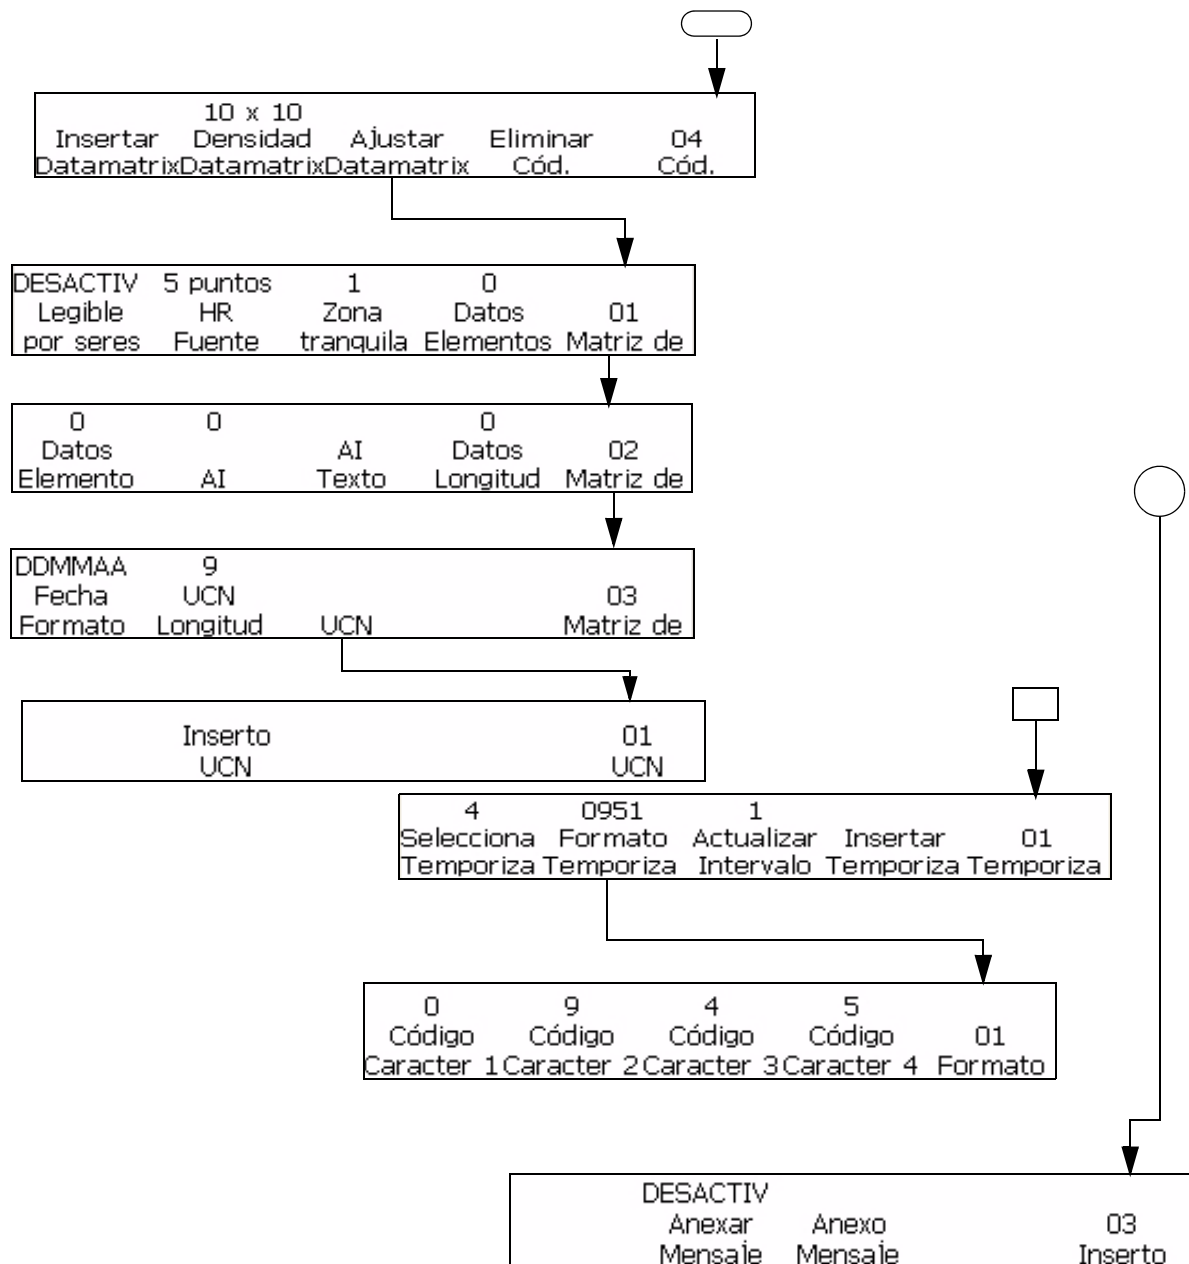 10 x 10
Insertar Densidad Ajustar Eliminar 04
Datamatrix Datamatrix Datamatrix Cód. Cód.
DESACTIV 5 puntos 1 0
Legible HR Zona Datos 01
por seres Fuente tranquila Elementos Matriz de
0 0 0
Datos AI Datos 02
Elemento AI Texto Longitud Matriz de
DDMMAA 9
Fecha UCN 03
Formato Longitud UCN Matriz de
Inserto 01
UCN UCN
4 0951 1
Selecciona Formato Actualizar Insertar 01
Temporiza Temporiza Intervalo Temporiza Temporiza
0 9 4 5
Código Código Código Código 01
Caracter 1 Caracter 2 Caracter 3 Caracter 4 Formato
DESACTIV
Anexar Anexo 03
Mensaje Mensaje Inserto